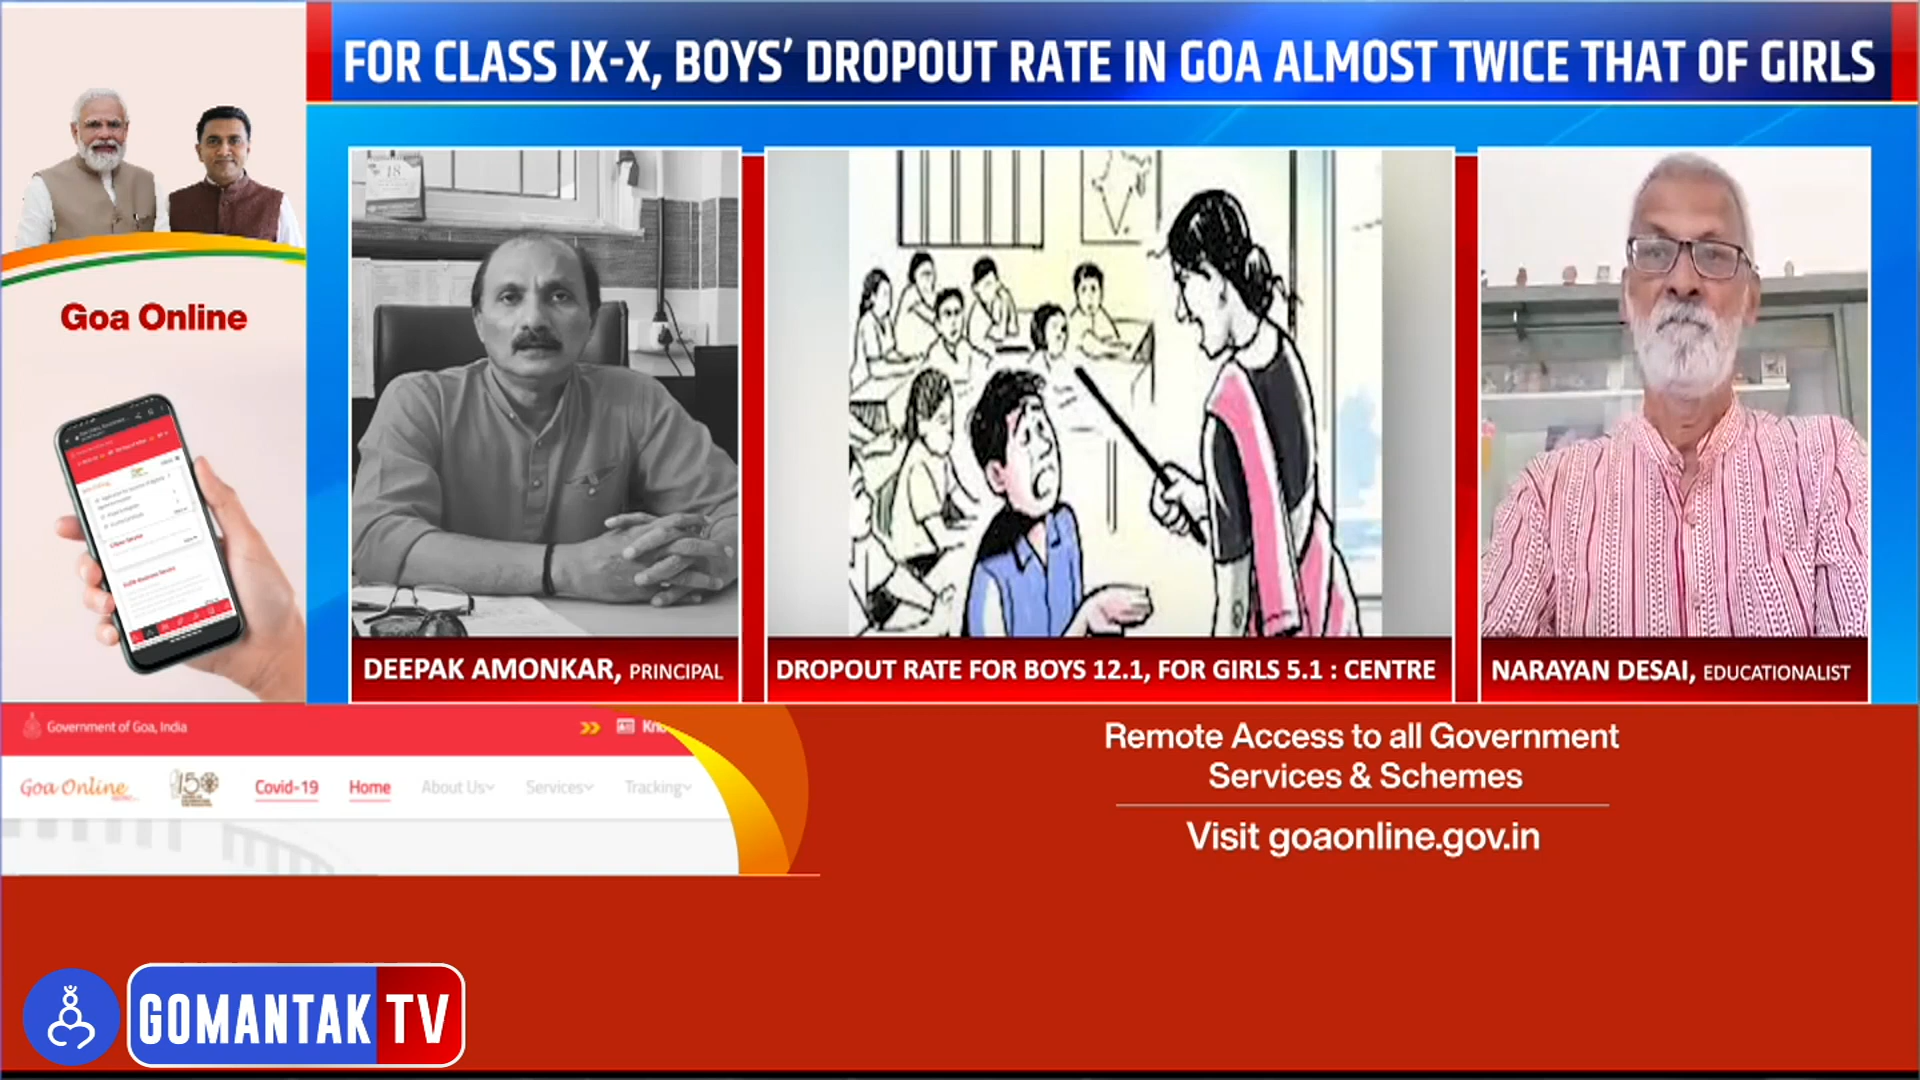 FOR CLASS IX-X, BOYS’ DROPOUT RATE IN GOA ALMOST TWICE THAT OF GIRLS
Goa Online
18
DEEPAK AMONKAR, PRINCIPAL
DROPOUT RATE FOR BOYS 12.1, FOR GIRLS 5.1 : CENTRE
NARAYAN DESAI, EDUCATIONALIST
Government of Goa, India
Goa Online
150
Covid-19
Home
About Us
Services
Tracking
Remote Access to all Government
Services & Schemes
Visit goaonline.gov.in
GOMANTAK TV